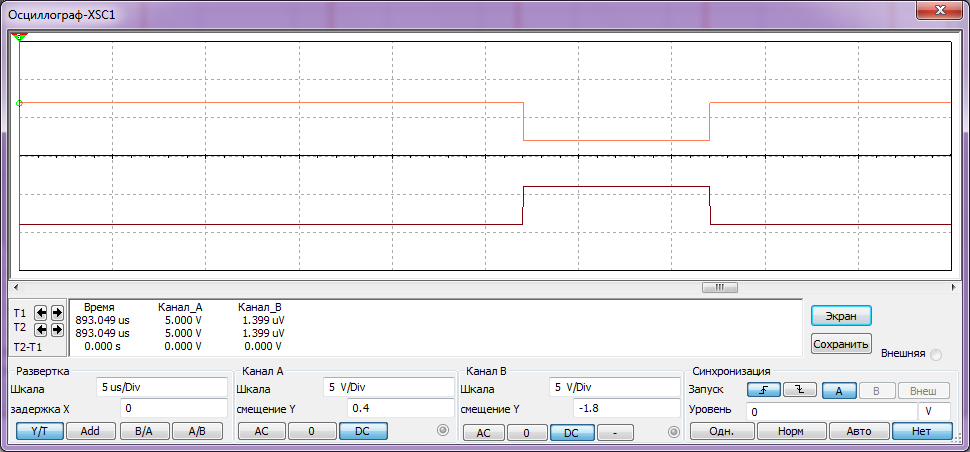 Осциллограф-XSC1
Время Канал_A Канал_B
T1 893.049 us 5.000 V 1.399 uV
T2 893.049 us 5.000 V 1.399 uV
T2-T1 0.000 s 0.000 V 0.000 V
Экран
Сохранить
Внешняя
Развертка
Шкала 5 us/Div
задержка X 0
Y/T Add B/A A/B
Канал A
Шкала 5 V/Div
смещение Y 0.4
AC 0 DC
Канал B
Шкала 5 V/Div
смещение Y -1.8
AC 0 DC -
Синхронизация
Запуск A B Внеш
Уровень 0 V
Одн. Норм Авто Нет